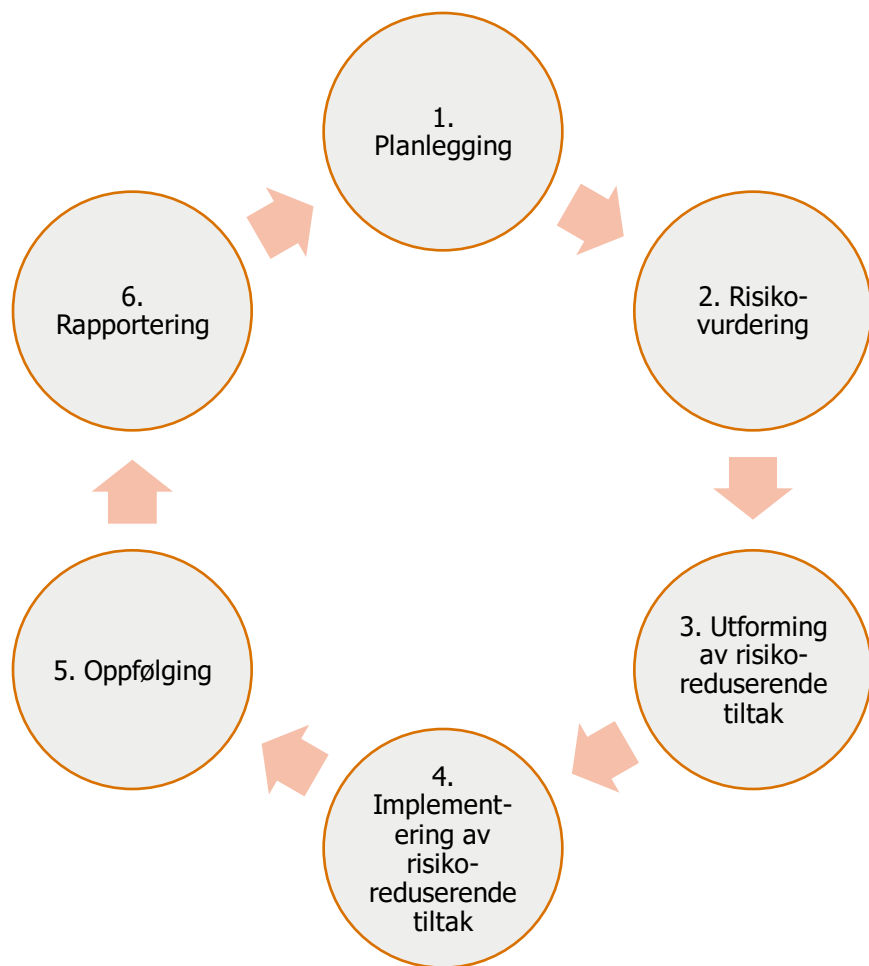 1.
Planlegging
2. Risiko-
vurdering
3. Utforming
av risiko-
reduserende
tiltak
4.
Implement-
ering av
risiko-
reduserende
tiltak
5. Oppfølging
6.
Rapportering